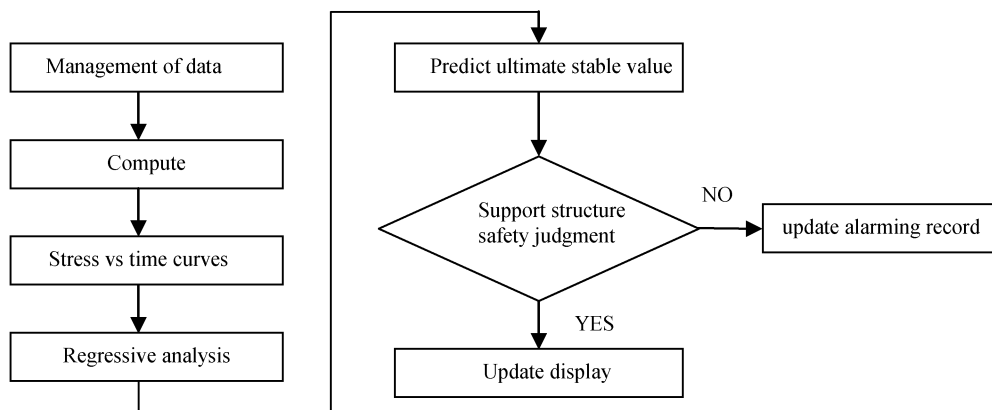 Management of data
Compute
Stress vs time curves
Regressive analysis
Predict ultimate stable value
Support structure
safety judgment
NO
update alarming record
YES
Update display